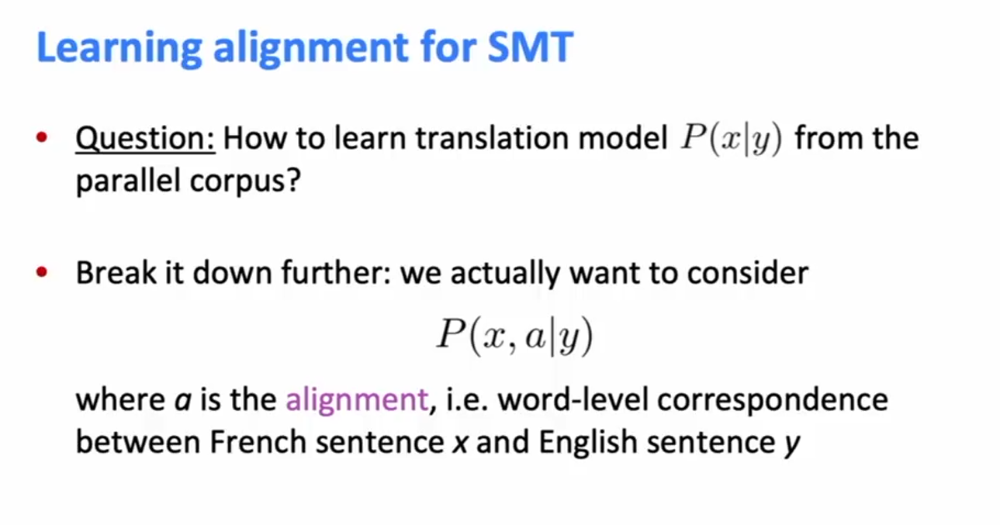 Learning alignment for SMT
• Question: How to learn translation model P(x|y) from the
parallel corpus?
• Break it down further: we actually want to consider
P(x, a|y)
where a is the alignment, i.e. word-level correspondence
between French sentence x and English sentence y